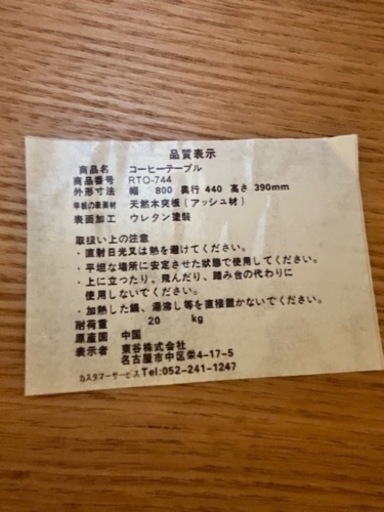 品質表示
商品名 コーヒーテーブル
商品番号 RTO-744
外形寸法 幅 800 奥行 440 高さ 390mm
甲板の表面材 天然木突板(アッシュ材)
表面加工 ウレタン塗装
取扱い上の注意
・直射日光又は熱を避けてください。
・平坦な場所に安定させた状態で使用してください。
・上に立つたり、飛んだり、踏み台の代わりに
使用しないでください。
・加熱した鍋、湯沸し等を直接置かないでください。
耐荷重 20 kg
原産国 中国
表示者 東谷株式会社
名古屋市中区栄4-17-5
カスタマーサービスTel:052-241-1247